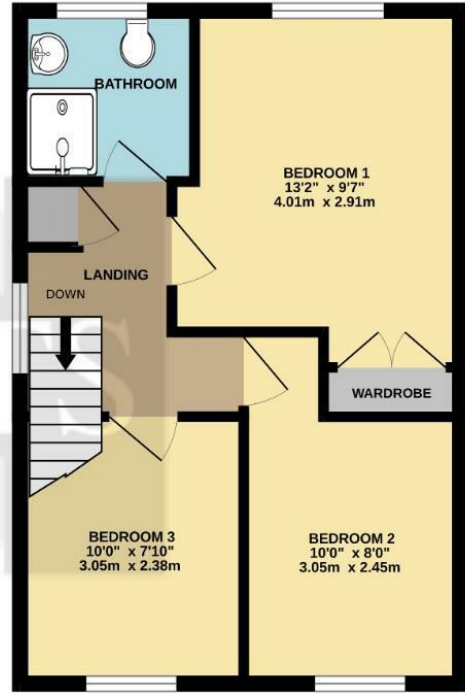 BATHROOM
BEDROOM 1
13'2" x 9'7"
4.01m x 2.91m
LANDING
DOWN
WARDROBE
BEDROOM 3
10'0" x 7'10"
3.05m x 2.38m
BEDROOM 2
10'0" x 8'0"
3.05m x 2.45m